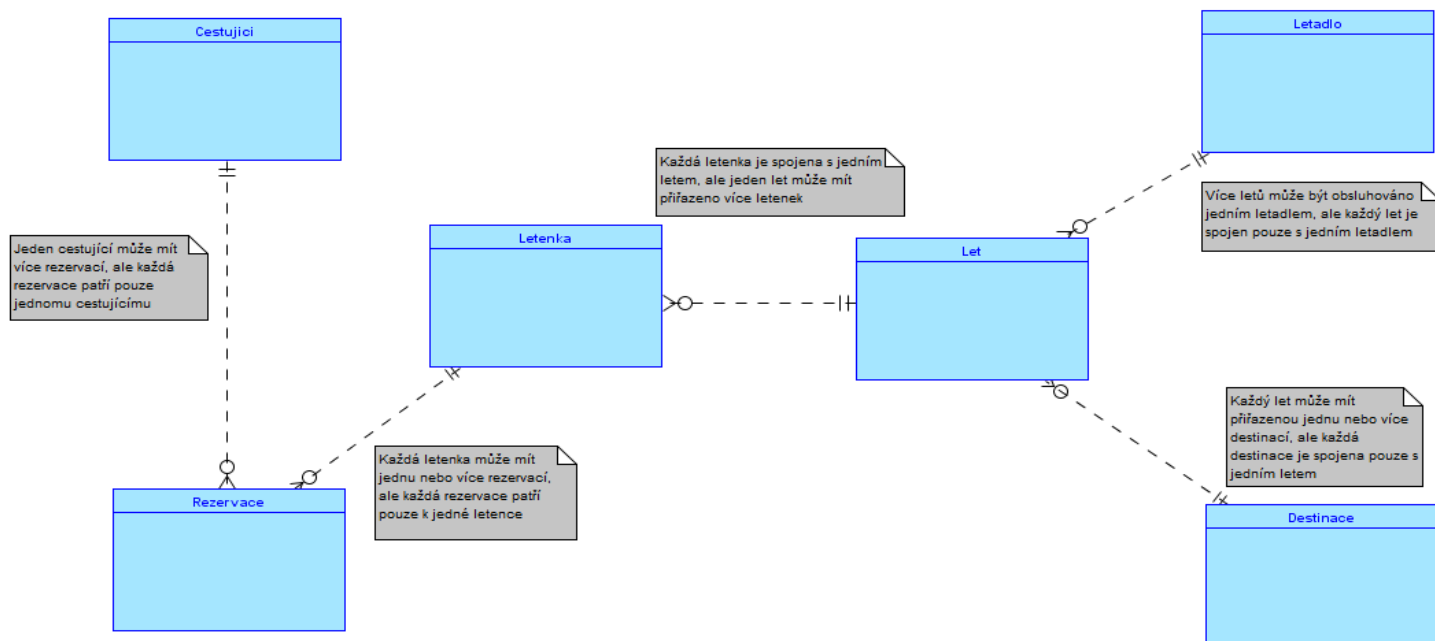 Cestujici
Letadlo
Každá letenka je spojena s jedním
letem, ale jeden let může mít
přiřazeno více letenek
Více letů může být obsluhováno
jedním letadlem, ale každý let je
spojen pouze s jedním letadlem
Jeden cestující může mít
více rezervací, ale každá
rezervace patří pouze
jednomu cestujícímu
Letenka
Let
Každý let může mít
přiřazenou jednu nebo více
destinací, ale každá
destinace je spojena pouze s
jedním letem
Každá letenka může mít
jednu nebo více rezervací,
ale každá rezervace patří
pouze k jedné letence
Rezervace
Destinace